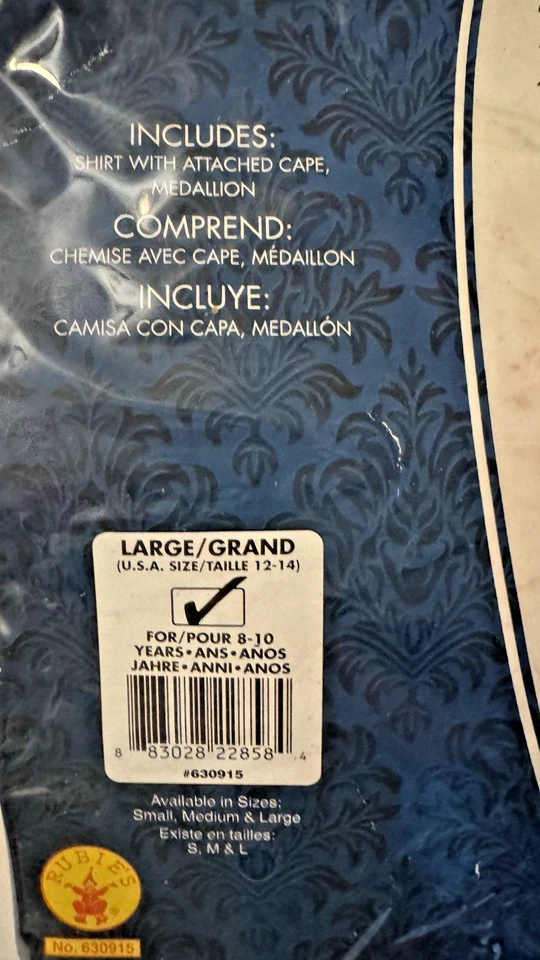 INCLUDES:
SHIRT WITH ATTACHED CAPE,
MEDALLION
COMPREND:
CHEMISE AVEC CAPE, MÉDAILLON
INCLUYE:
CAMISA CON CAPA, MEDALLÓN
LARGE/GRAND
(U.S.A. SIZE/TAILLE 12-14)
FOR/POUR 8-10
YEARS•ANS•AÑOS
JAHRE•ANNI•ANOS
8 83028 22858 4
#630915
Available in Sizes:
Small, Medium & Large
Existe en tailles:
S, M & L
RUBIE'S
®
No. 630915